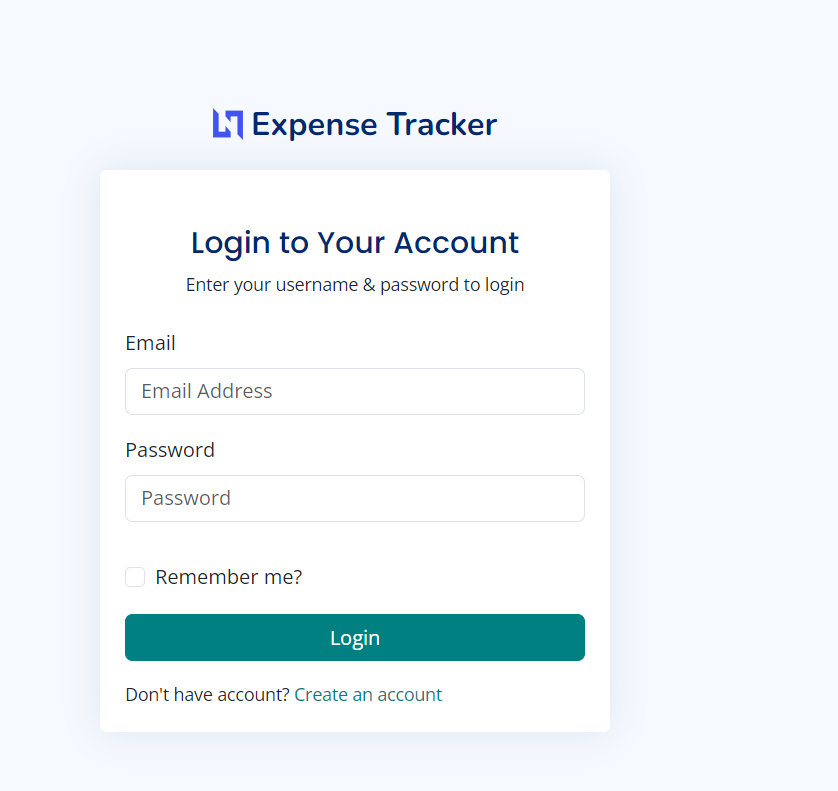 Expense Tracker
Login to Your Account
Enter your username & password to login
Email
Email Address
Password
Password
Remember me?
Login
Don't have account? Create an account